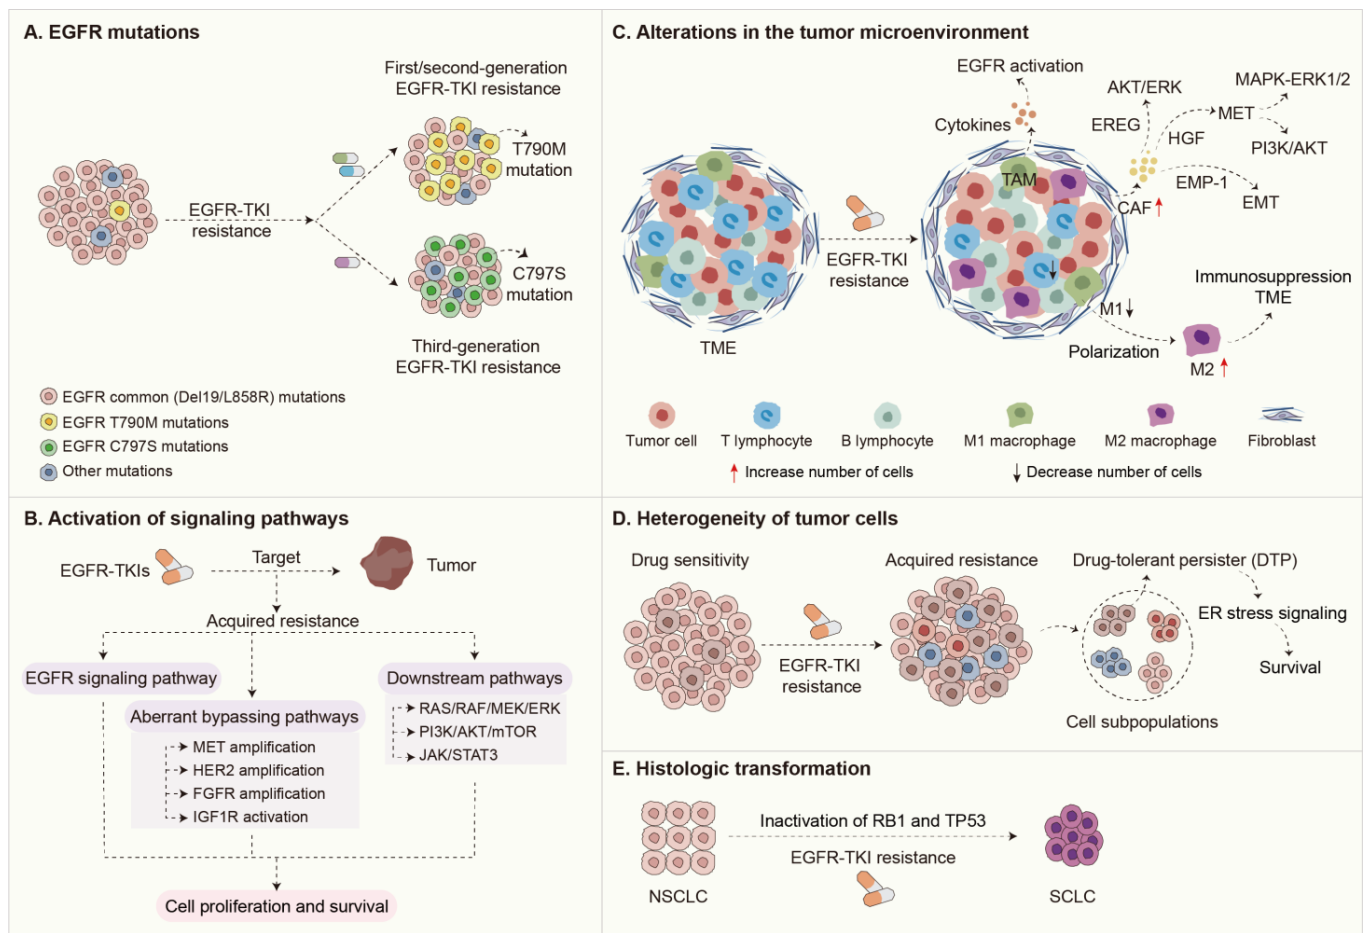 A. EGFR mutations
First/second-generation
EGFR-TKI resistance
T790M
mutation
EGFR-TKI
resistance
C797S
mutation
Third-generation
EGFR-TKI resistance
EGFR common (Del19/L858R) mutations
EGFR T790M mutations
EGFR C797S mutations
Other mutations
B. Activation of signaling pathways
EGFR-TKIs
Target
Tumor
Acquired resistance
EGFR signaling pathway
Aberrant bypassing pathways
MET amplification
HER2 amplification
FGFR amplification
IGF1R activation
Downstream pathways
RAS/RAF/MEK/ERK
PI3K/AKT/mTOR
JAK/STAT3
Cell proliferation and survival
C. Alterations in the tumor microenvironment
EGFR activation
Cytokines
AKT/ERK
EREG
HGF
MET
MAPK-ERK1/2
PI3K/AKT
EMP-1
EMT
TAM
CAF
EGFR-TKI
resistance
TME
M1
Polarization
M2
Immunosuppression
TME
Tumor cell
T lymphocyte
B lymphocyte
M1 macrophage
M2 macrophage
Fibroblast
Increase number of cells
Decrease number of cells
D. Heterogeneity of tumor cells
Drug sensitivity
EGFR-TKI
resistance
Acquired resistance
Drug-tolerant persister (DTP)
ER stress signaling
Survival
Cell subpopulations
E. Histologic transformation
Inactivation of RB1 and TP53
EGFR-TKI resistance
NSCLC
SCLC